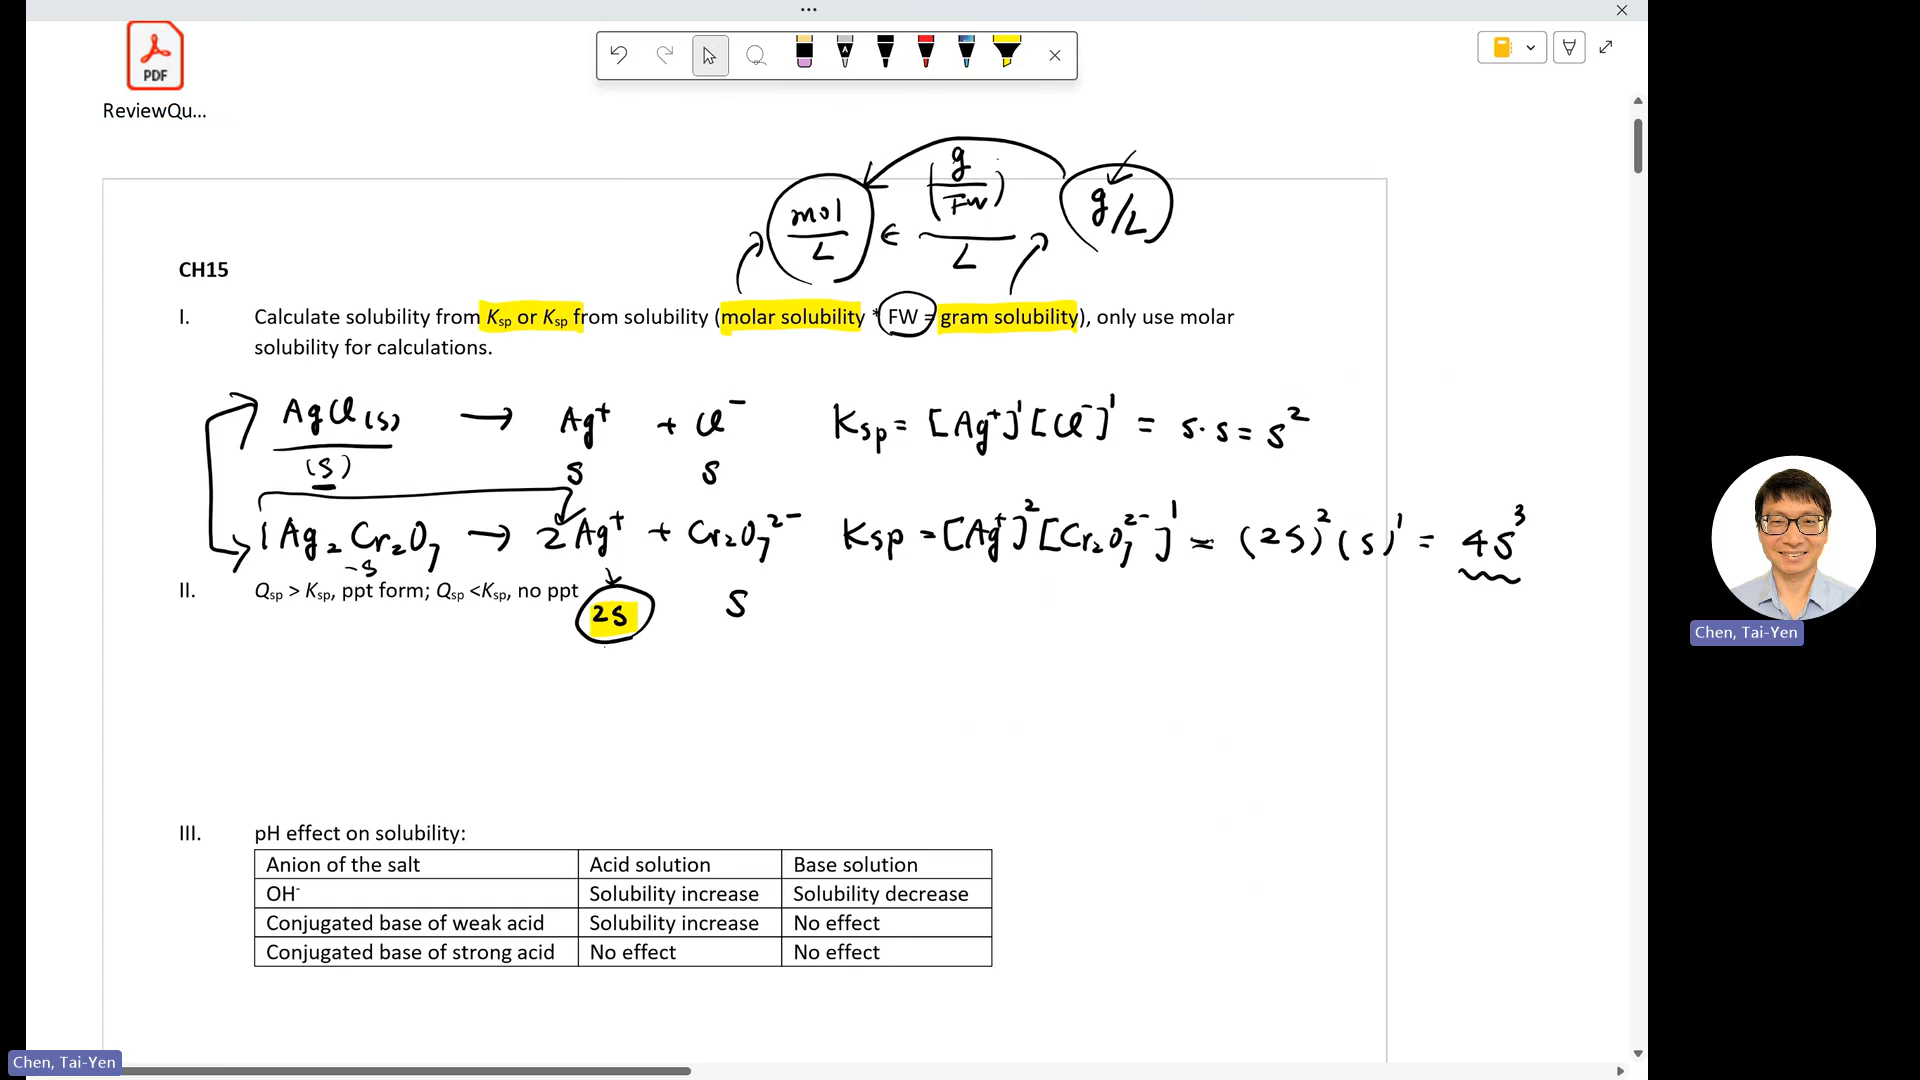 PDF
ReviewQu...
mol/L ← (g/FW)/L g/L
CH15
I. Calculate solubility from Ksp or Ksp from solubility (molar solubility * FW = gram solubility), only use molar
solubility for calculations.
AgCl(s) → Ag⁺ + Cl⁻ Ksp = [Ag⁺]¹[Cl⁻]¹ = s·s = s²
(s) s s
1Ag₂Cr₂O₇ → 2Ag⁺ + Cr₂O₇²⁻ Ksp = [Ag⁺]²[Cr₂O₇²⁻]¹ = (2s)²(s)¹ = 4s³
-s
II. Qsp > Ksp, ppt form; Qsp <Ksp, no ppt
2s s
III. pH effect on solubility:
Anion of the salt Acid solution Base solution
OH⁻ Solubility increase Solubility decrease
Conjugated base of weak acid Solubility increase No effect
Conjugated base of strong acid No effect No effect
Chen, Tai-Yen
Chen, Tai-Yen